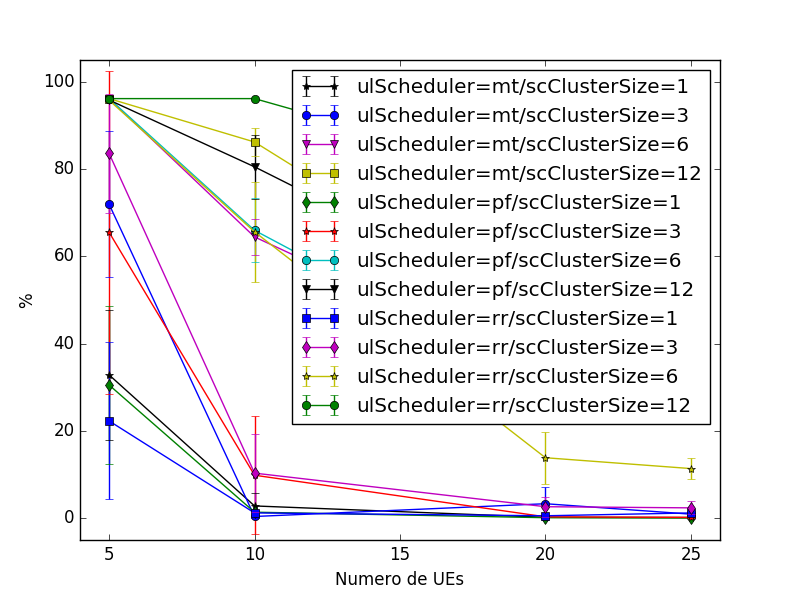 100
80
60
40
20
0
%
ulScheduler=mt/scClusterSize=1
ulScheduler=mt/scClusterSize=3
ulScheduler=mt/scClusterSize=6
ulScheduler=mt/scClusterSize=12
ulScheduler=pf/scClusterSize=1
ulScheduler=pf/scClusterSize=3
ulScheduler=pf/scClusterSize=6
ulScheduler=pf/scClusterSize=12
ulScheduler=rr/scClusterSize=1
ulScheduler=rr/scClusterSize=3
ulScheduler=rr/scClusterSize=6
ulScheduler=rr/scClusterSize=12
5 10 15 20 25
Numero de UEs